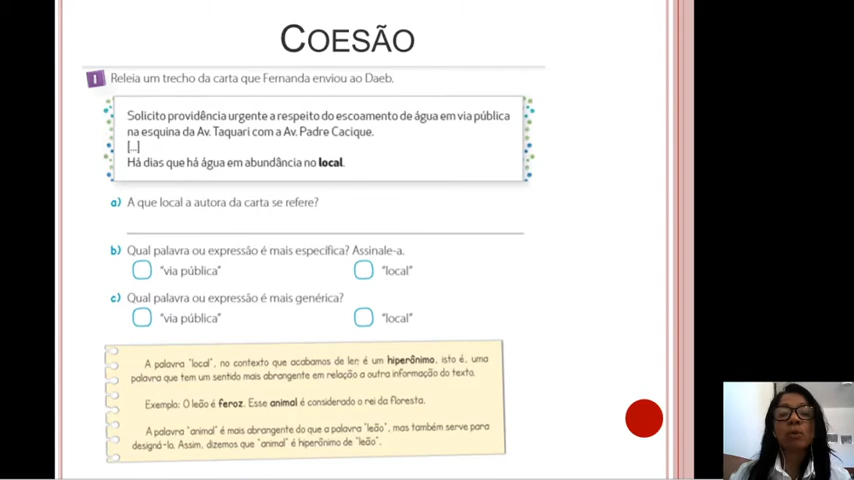 COESÃO
1 Releia um trecho da carta que Fernanda enviou ao Daeb.
Solicito providência urgente a respeito do escoamento de água em via pública
na esquina da Av. Taquari com a Av. Padre Cacique.
[...]
Há dias que há água em abundância no local.
a) A que local a autora da carta se refere?
b) Qual palavra ou expressão é mais específica? Assinale-a.
"via pública" "local"
c) Qual palavra ou expressão é mais genérica?
"via pública" "local"
A palavra "local", no contexto que acabamos de ler, é um hiperônimo, isto é, uma
palavra que tem um sentido mais abrangente em relação a outra informação do texto.
Exemplo: O leão é feroz. Esse animal é considerado o rei da floresta.
A palavra "animal" é mais abrangente do que a palavra "leão", mas também serve para
designá-lo. Assim, dizemos que "animal" é hiperônimo de "leão".